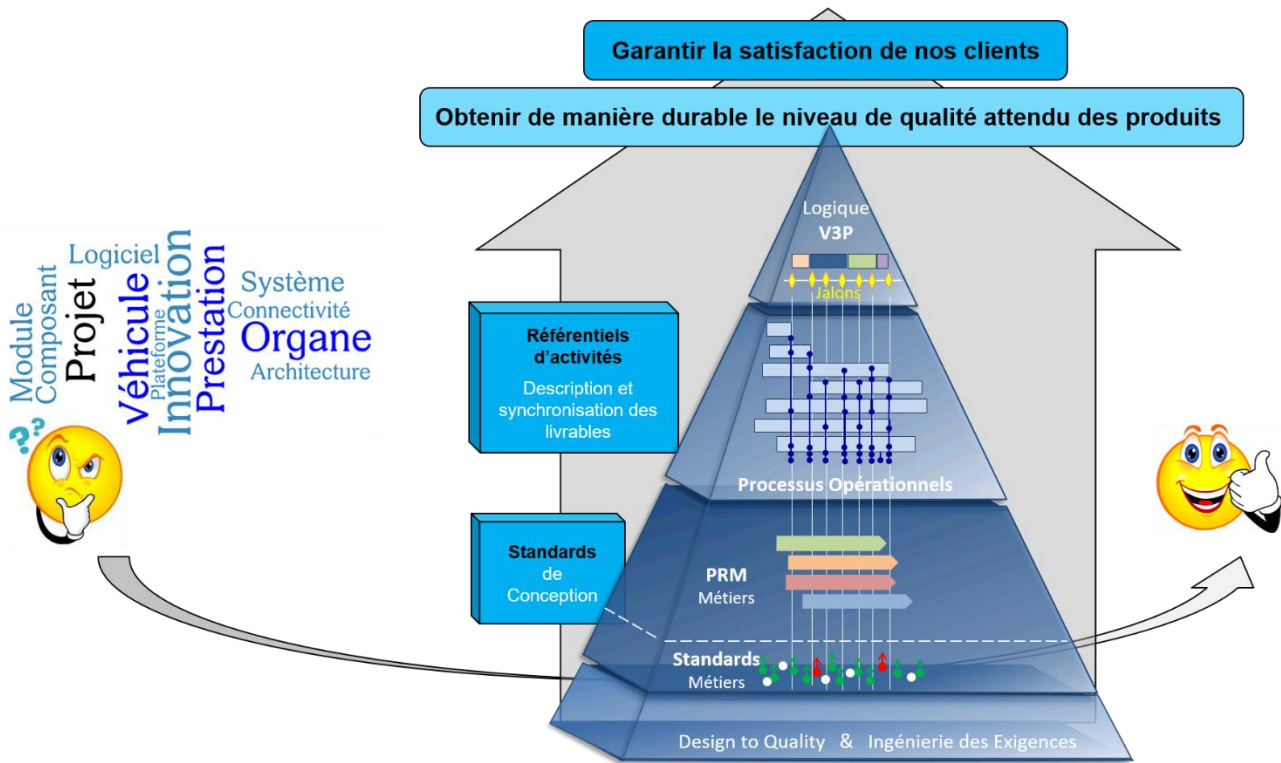 Garantir la satisfaction de nos clients
Obtenir de manière durable le niveau de qualité attendu des produits
Logique
V3P
Jalons
Module
Composant
Logiciel
Projet
Véhicule
Plateforme
Innovation
Prestation
Système
Connectivité
Organe
Architecture
???
Référentiels
d'activités
Description et
synchronisation des
livrables
Processus Opérationnels
Standards
de
Conception
PRM
Métiers
Standards
Métiers
Design to Quality & Ingénierie des Exigences